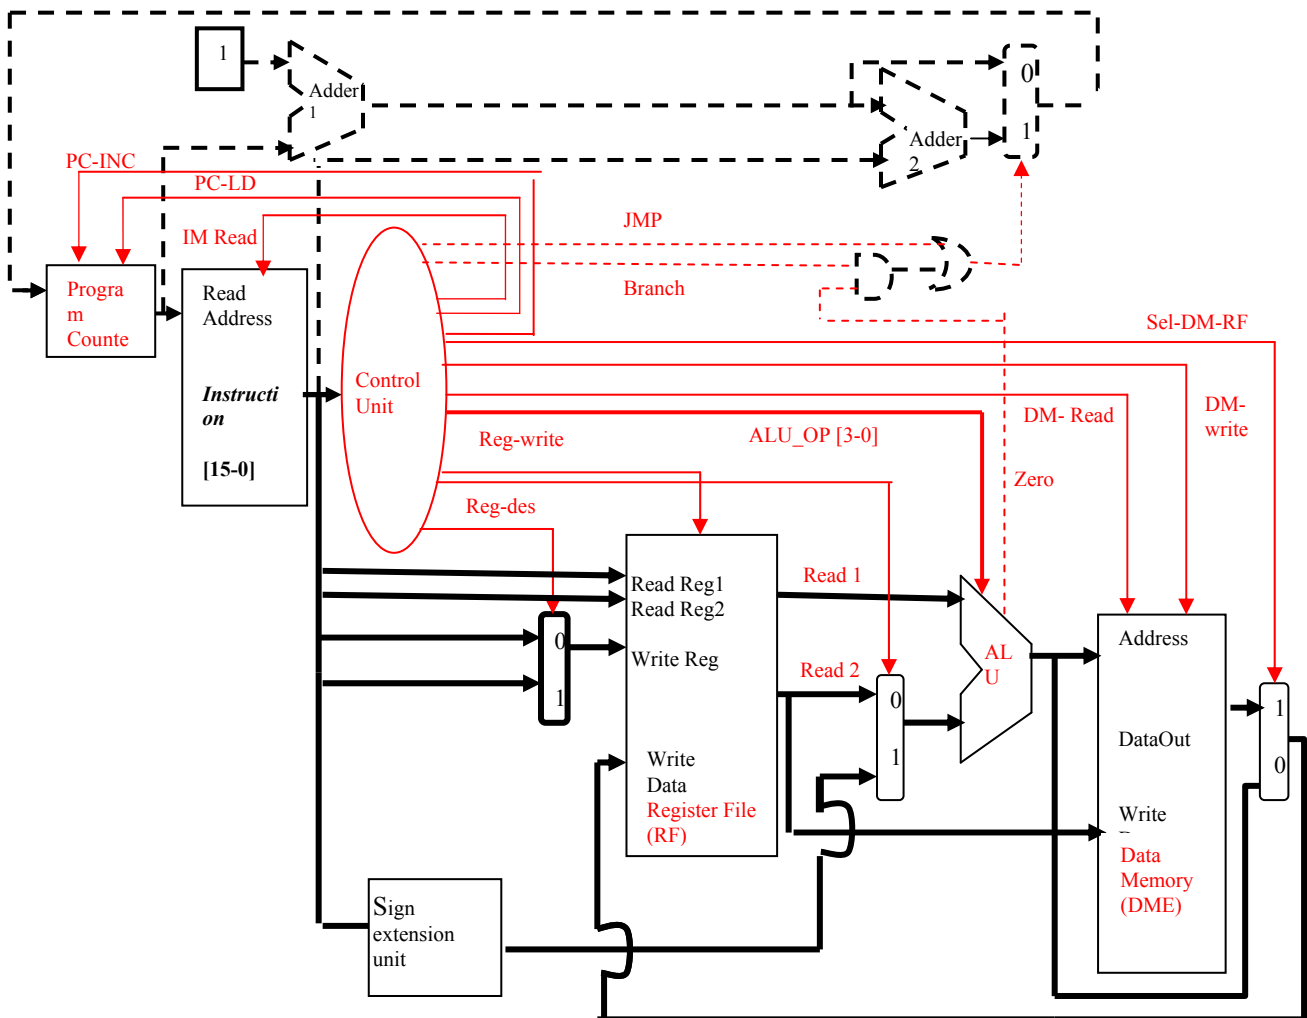 1
Adder
1
0
1
Adder
2
PC-INC
PC-LD
IM Read
JMP
Branch
Progra
m
Counte
Read
Address
Instructi
on
[15-0]
Control
Unit
Sel-DM-RF
DM- Read
DM-
write
Reg-write
ALU_OP [3-0]
Zero
Reg-des
Read Reg1
Read Reg2
Write Reg
Write
Data
Register File
(RF)
0
1
Read 1
Read 2
0
1
AL
U
Address
DataOut
Write
Data
Memory
(DME)
1
0
Sign
extension
unit